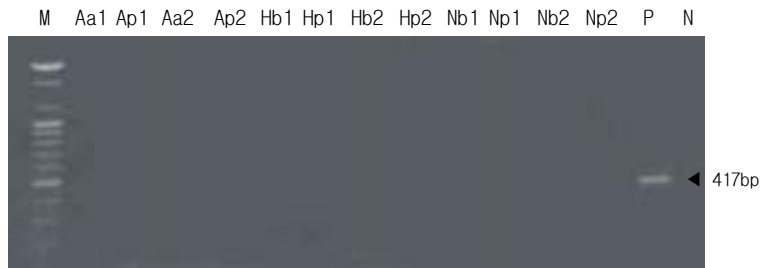 M Aa1 Ap1 Aa2 Ap2 Hb1 Hp1 Hb2 Hp2 Nb1 Np1 Nb2 Np2 P N
◀ 417bp